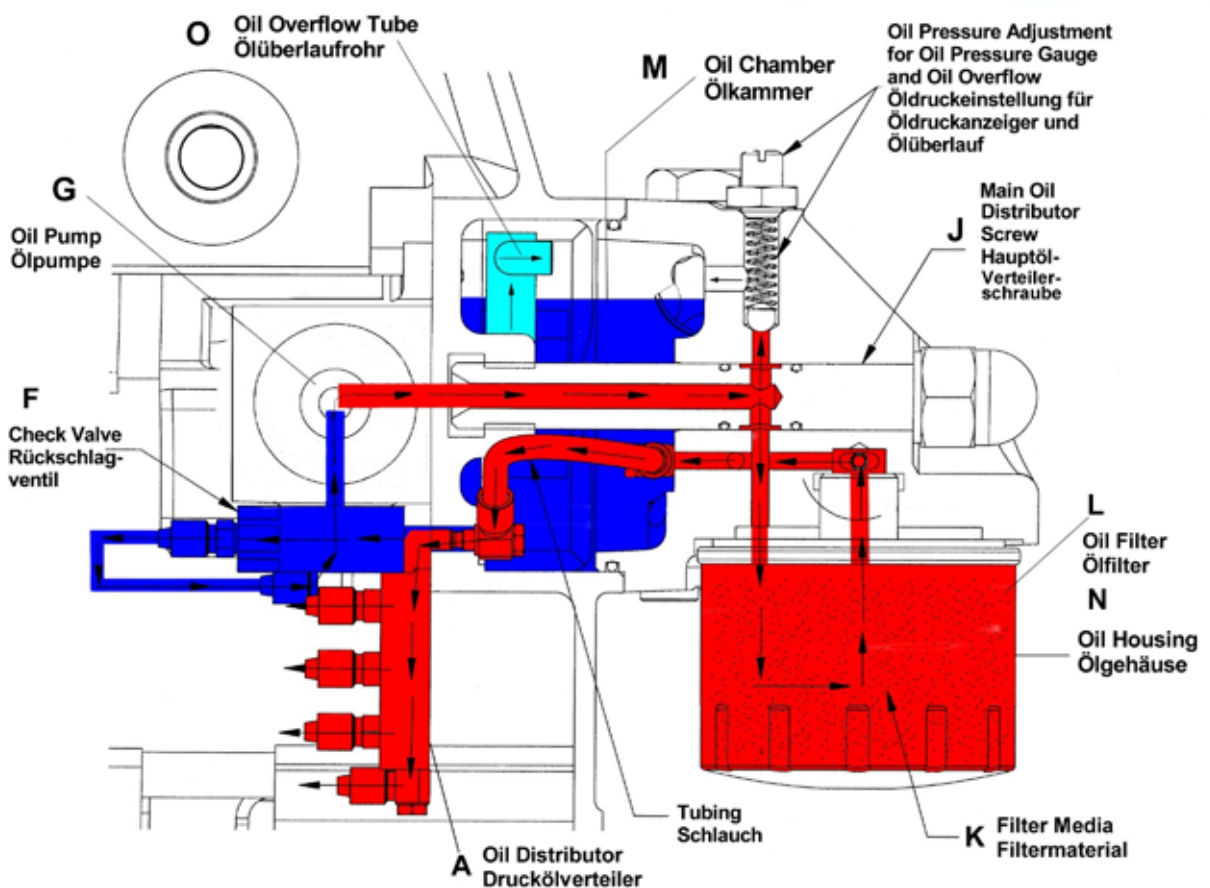 O
Oil Overflow Tube
Ölüberlaufrohr
M
Oil Chamber
Ölkammer
Oil Pressure Adjustment
for Oil Pressure Gauge
and Oil Overflow
Öldruckeinstellung für
Öldruckanzeiger und
Ölüberlauf
G
Oil Pump
Ölpumpe
J
Main Oil
Distributor
Screw
Hauptöl-
Verteiler-
schraube
F
Check Valve
Rückschlag-
ventil
L
Oil Filter
Ölfilter
N
Oil Housing
Ölgehäuse
Tubing
Schlauch
K
Filter Media
Filtermaterial
A
Oil Distributor
Druckölverteiler